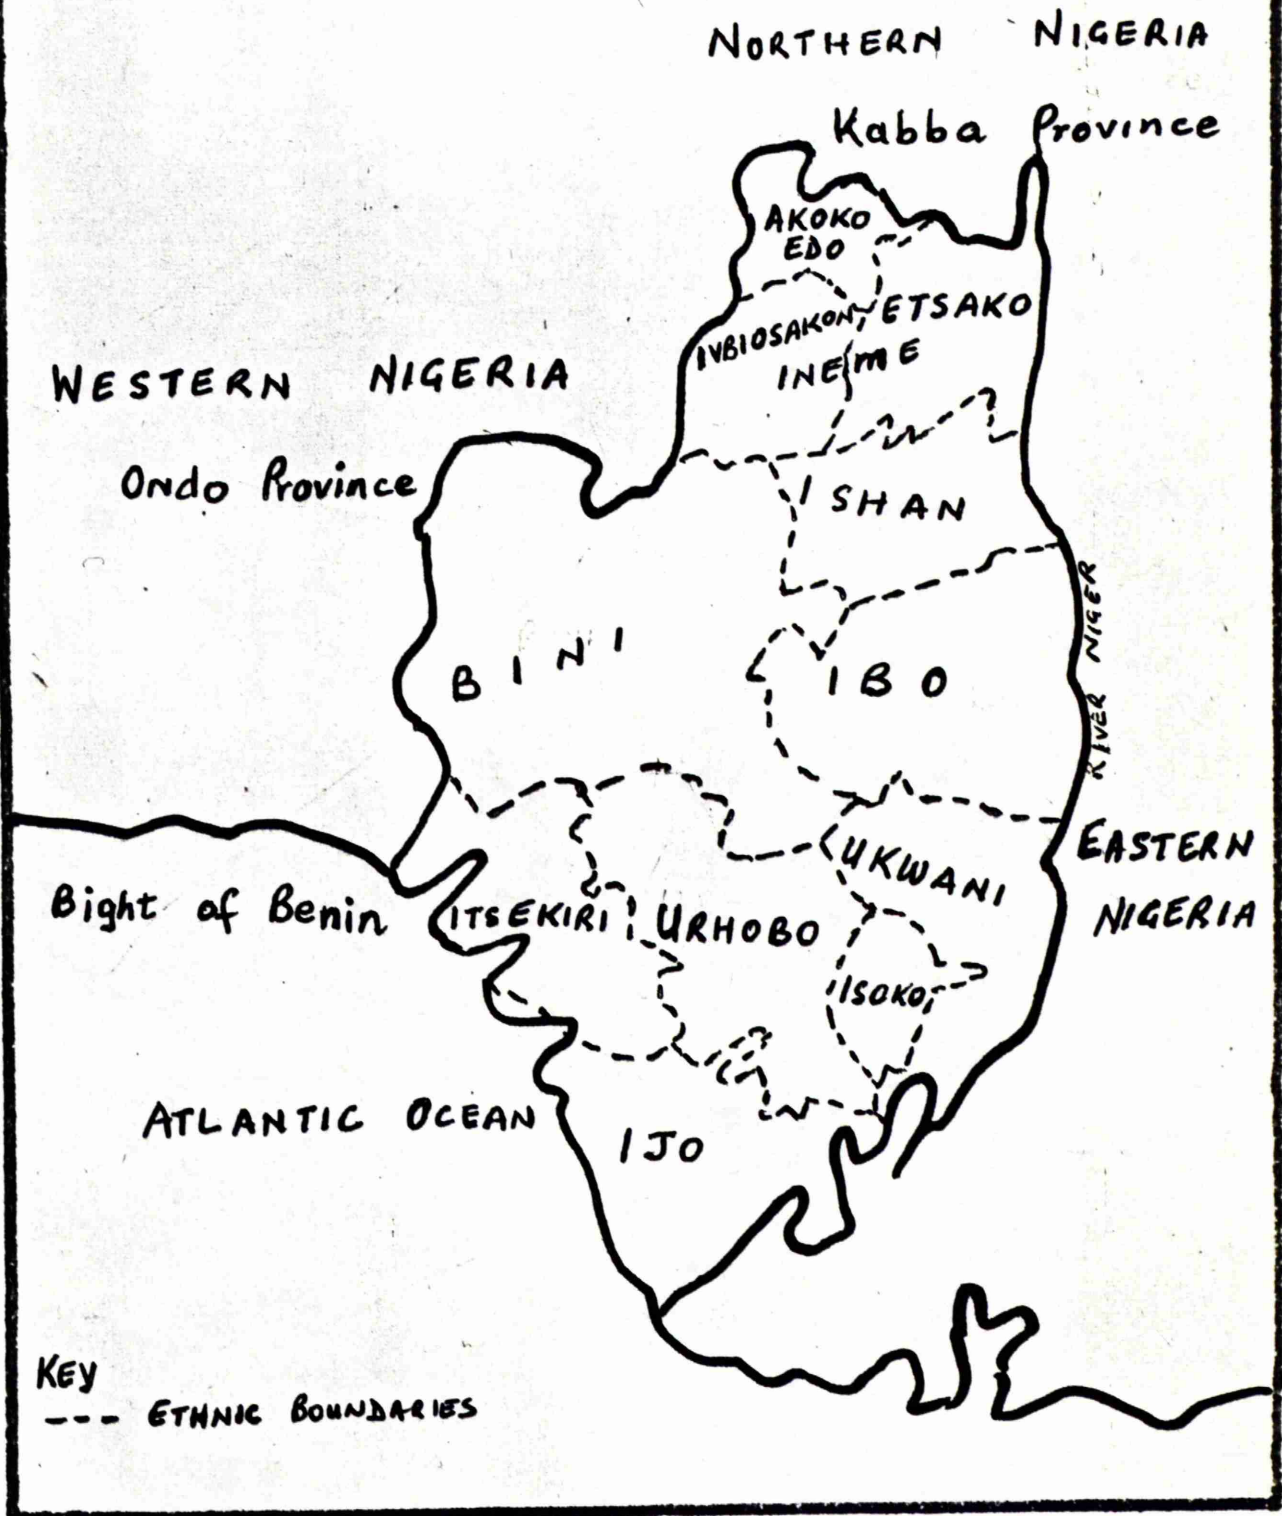 NORTHERN NIGERIA
Kabba Province
AKOKO
EDO
IVBIOSAKON
ETSAKO
INEME
WESTERN NIGERIA
Ondo Province
ISHAN
BINI
IBO
RIVER NIGER
UKWANI
EASTERN
NIGERIA
Bight of Benin
ITSEKIRI
URHOBO
ISOKO
ATLANTIC OCEAN
IJO
KEY
--- ETHNIC BOUNDARIES